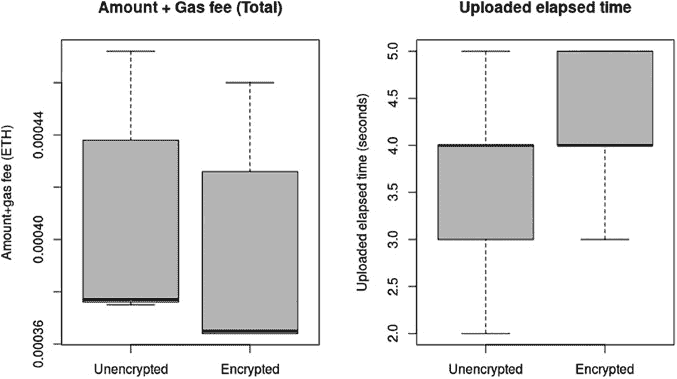 Amount + Gas fee (Total)
Amount+gas fee (ETH)
0.00044
0.00040
0.00036
Unencrypted
Encrypted
Uploaded elapsed time
Uploaded elapsed time (seconds)
5.0
4.5
4.0
3.5
3.0
2.5
2.0
Unencrypted
Encrypted